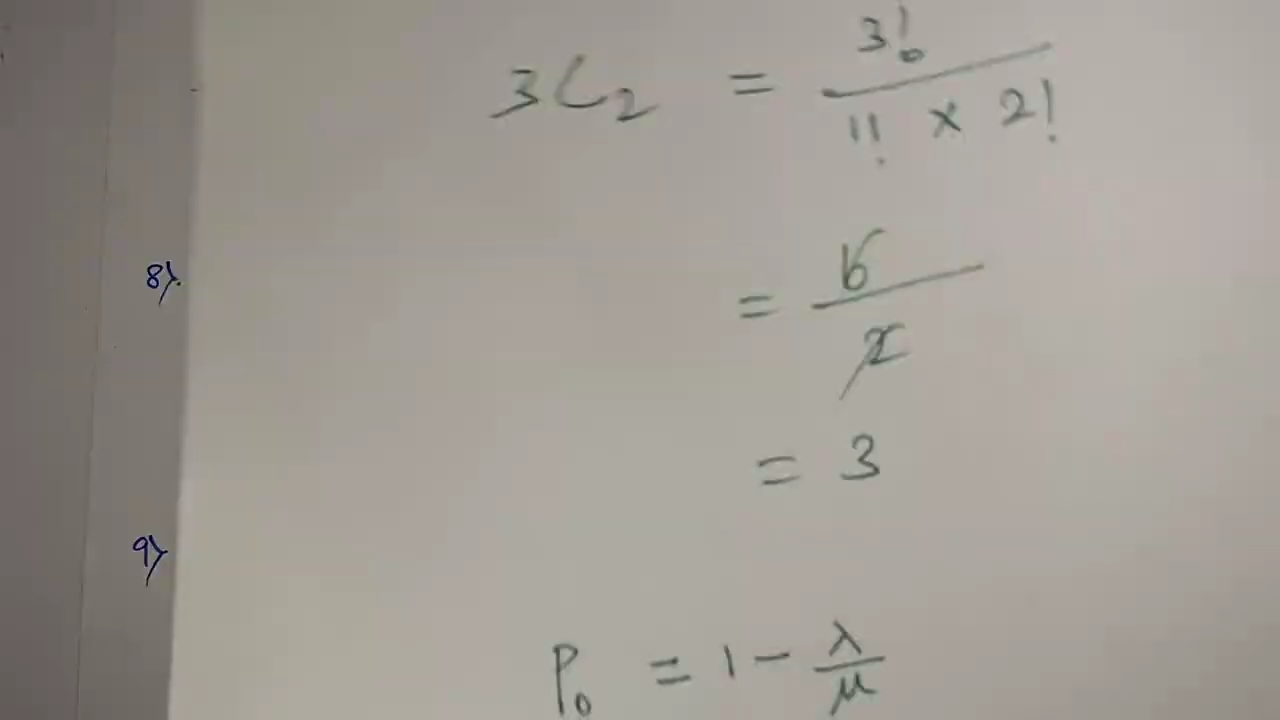 3C₂ = 3! / 1! × 2!
8).
= 6 / 2
= 3
9)
P₀ = 1 - λ/μ